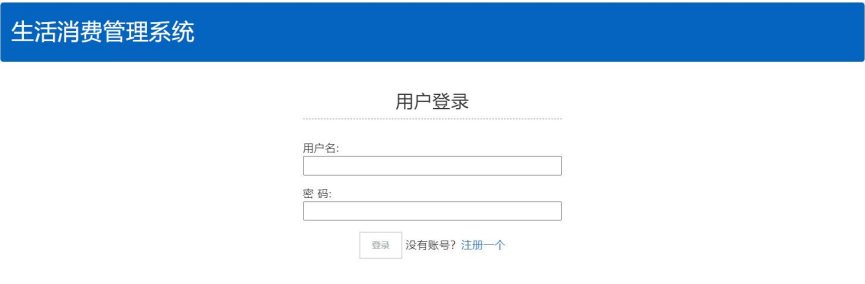 生活消费管理系统
用户登录
用户名:
密 码:
登录 没有账号？注册一个